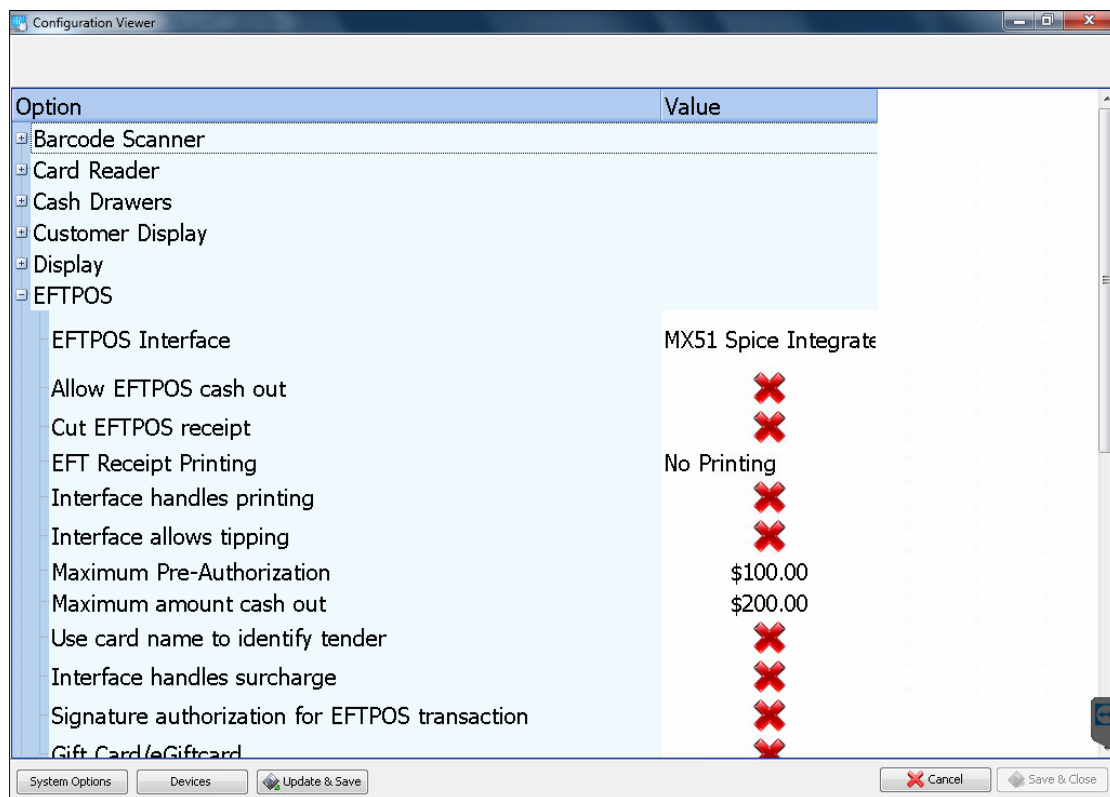 Configuration Viewer
Option Value
Barcode Scanner
Card Reader
Cash Drawers
Customer Display
Display
EFTPOS
EFTPOS Interface MX51 Spice Integrate
Allow EFTPOS cash out
Cut EFTPOS receipt
EFT Receipt Printing No Printing
Interface handles printing
Interface allows tipping
Maximum Pre-Authorization $100.00
Maximum amount cash out $200.00
Use card name to identify tender
Interface handles surcharge
Signature authorization for EFTPOS transaction
Gift Card/eGiftcard
System Options Devices Update & Save Cancel Save & Close